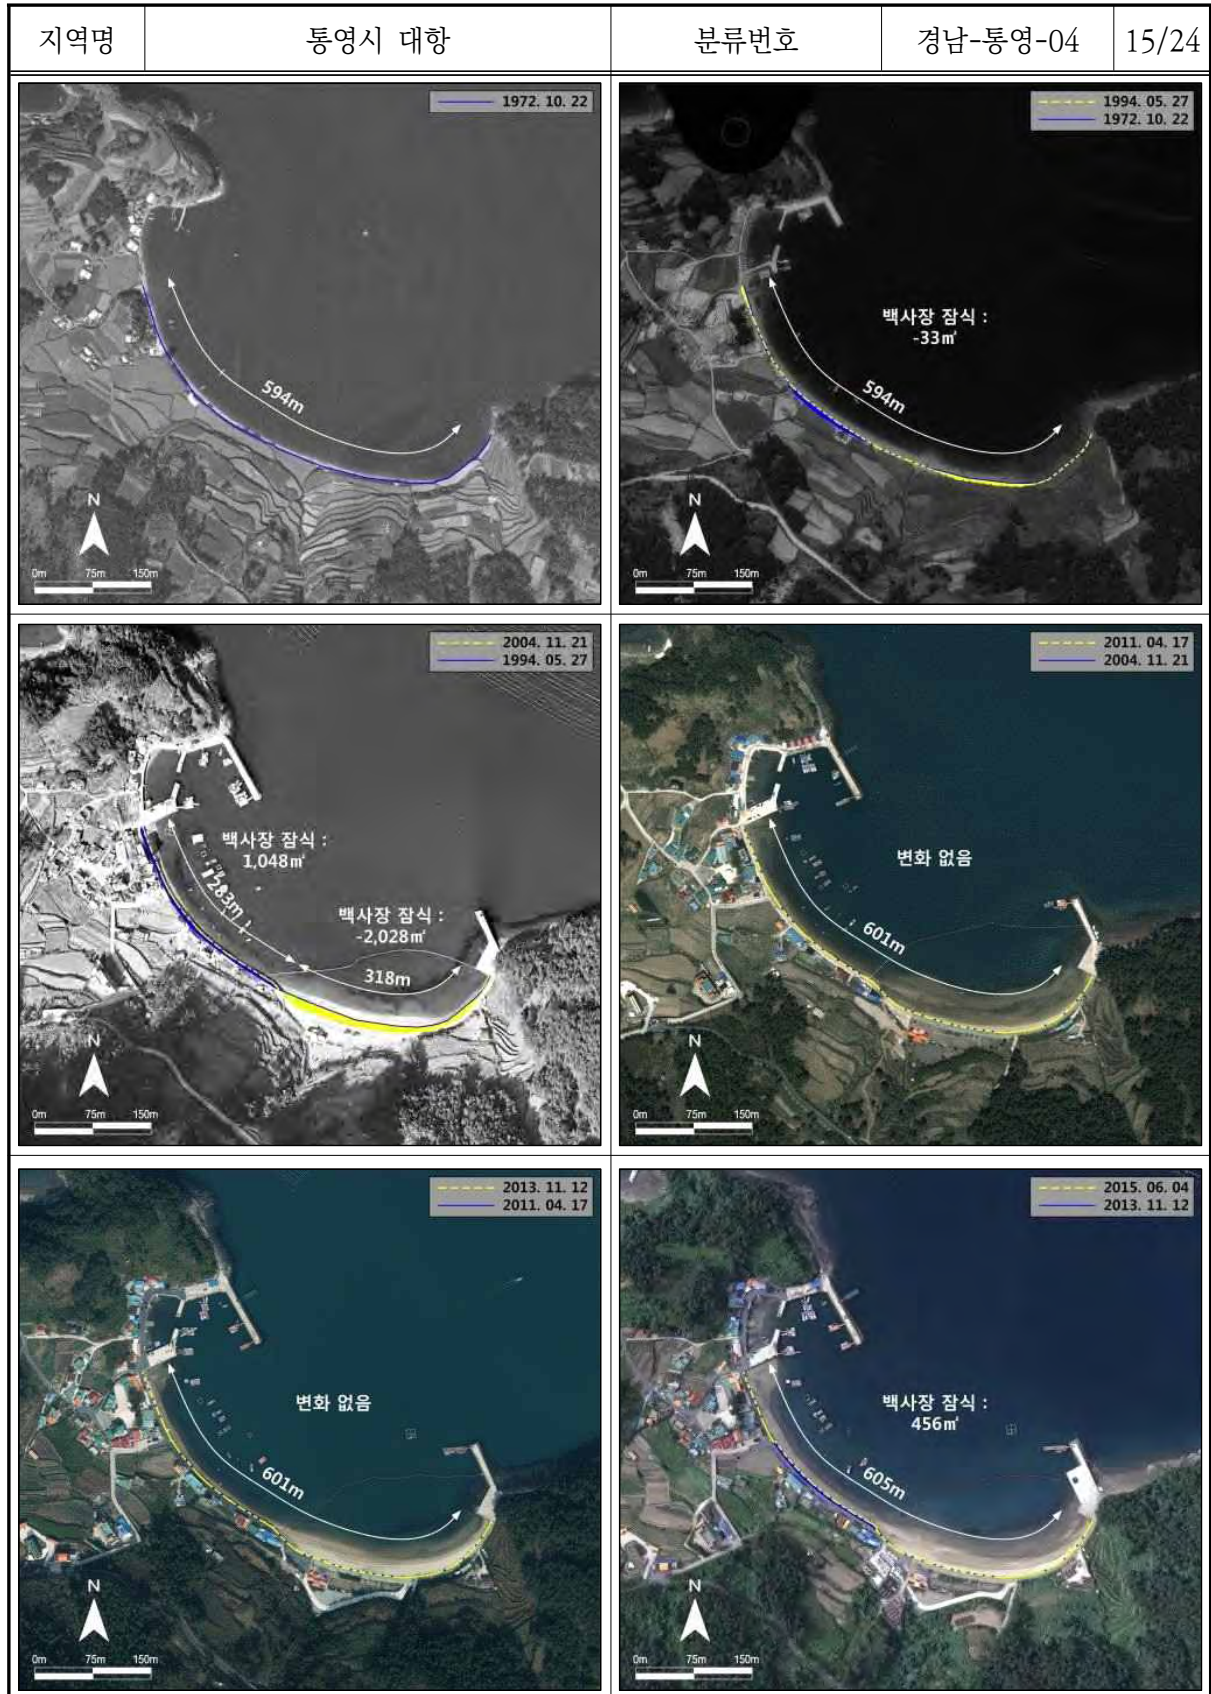 지역명 통영시 대항 분류번호 경남-통영-04 15/24
1972. 10. 22
594m
N
0m 75m 150m
1994. 05. 27
1972. 10. 22
백사장 잠식 :
-33㎡
594m
N
0m 75m 150m
2004. 11. 21
1994. 05. 27
백사장 잠식 :
1,048㎡
283m
백사장 잠식 :
-2,028㎡
318m
N
0m 75m 150m
2011. 04. 17
2004. 11. 21
변화 없음
601m
N
0m 75m 150m
2013. 11. 12
2011. 04. 17
변화 없음
601m
N
0m 75m 150m
2015. 06. 04
2013. 11. 12
백사장 잠식 :
456㎡
605m
N
0m 75m 150m